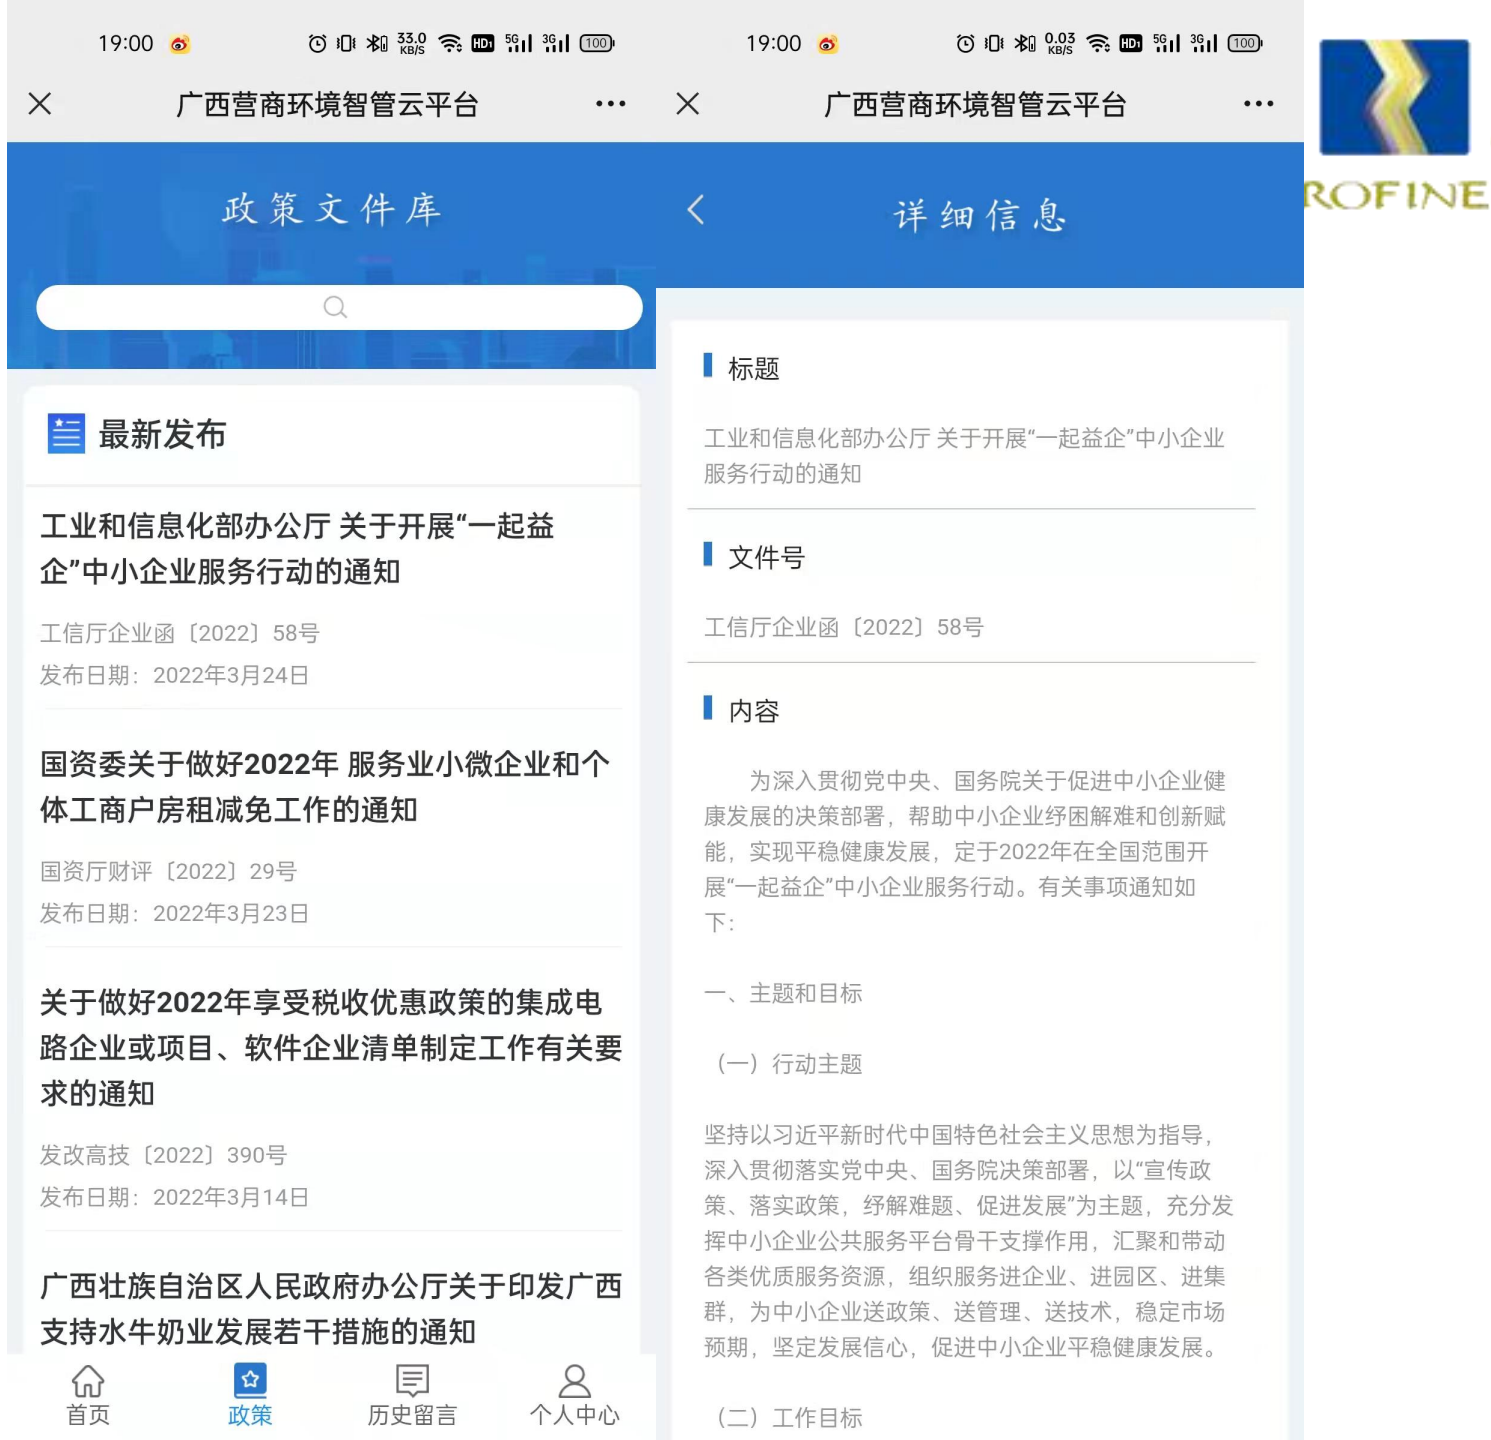 19:00
33.0 KB/S
HD1 5G 3G 100
广西营商环境智管云平台
政策文件库
最新发布
工业和信息化部办公厅 关于开展“一起益
企”中小企业服务行动的通知
工信厅企业函〔2022〕58号
发布日期：2022年3月24日
国资委关于做好2022年 服务业小微企业和个
体工商户房租减免工作的通知
国资厅财评〔2022〕29号
发布日期：2022年3月23日
关于做好2022年享受税收优惠政策的集成电
路企业或项目、软件企业清单制定工作有关要
求的通知
发改高技〔2022〕390号
发布日期：2022年3月14日
广西壮族自治区人民政府办公厅关于印发广西
支持水牛奶业发展若干措施的通知
首页
政策
历史留言
个人中心
19:00
0.03 KB/S
HD1 5G 3G 100
广西营商环境智管云平台
详细信息
标题
工业和信息化部办公厅 关于开展“一起益企”中小企业
服务行动的通知
文件号
工信厅企业函〔2022〕58号
内容
为深入贯彻党中央、国务院关于促进中小企业健
康发展的决策部署，帮助中小企业纾困解难和创新赋
能，实现平稳健康发展，定于2022年在全国范围开
展“一起益企”中小企业服务行动。有关事项通知如
下：
一、主题和目标
（一）行动主题
坚持以习近平新时代中国特色社会主义思想为指导，
深入贯彻落实党中央、国务院决策部署，以“宣传政
策、落实政策，纾解难题、促进发展”为主题，充分发
挥中小企业公共服务平台骨干支撑作用，汇聚和带动
各类优质服务资源，组织服务进企业、进园区、进集
群，为中小企业送政策、送管理、送技术，稳定市场
预期，坚定发展信心，促进中小企业平稳健康发展。
（二）工作目标
ROFINE